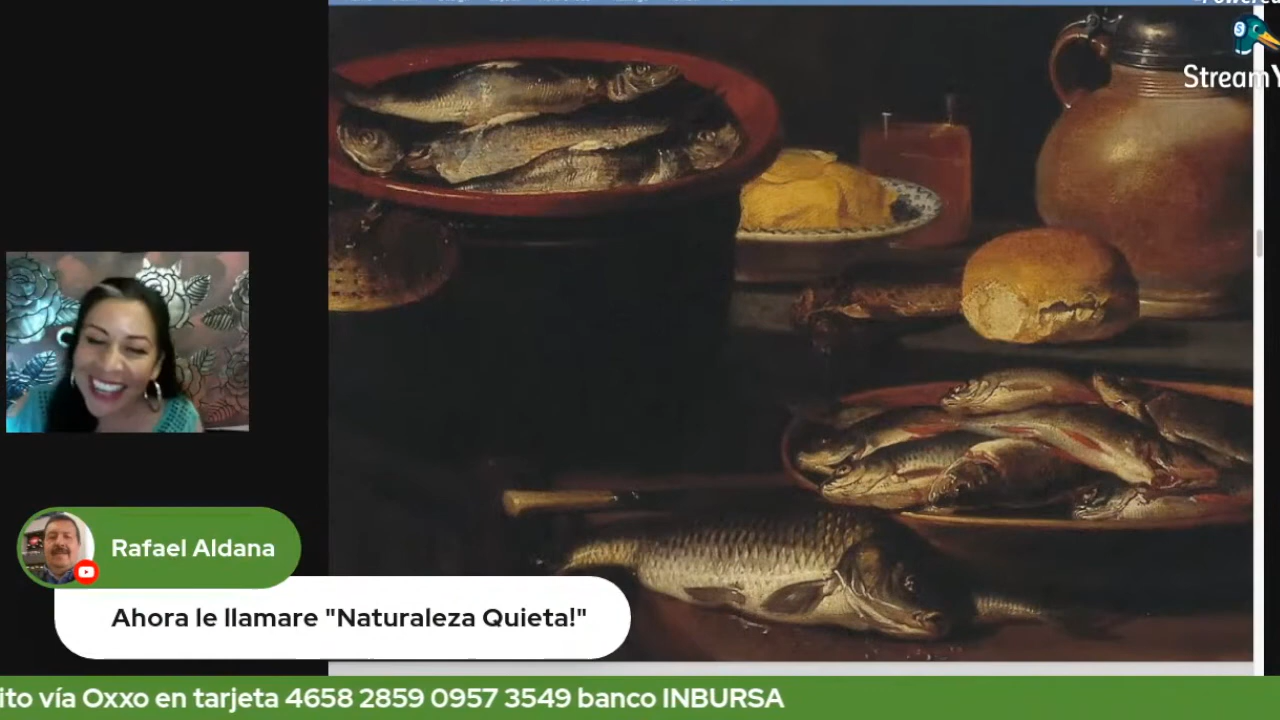 StreamY
Rafael Aldana
Ahora le llamare "Naturaleza Quieta!"
ito vía Oxxo en tarjeta 4658 2859 0957 3549 banco INBURSA